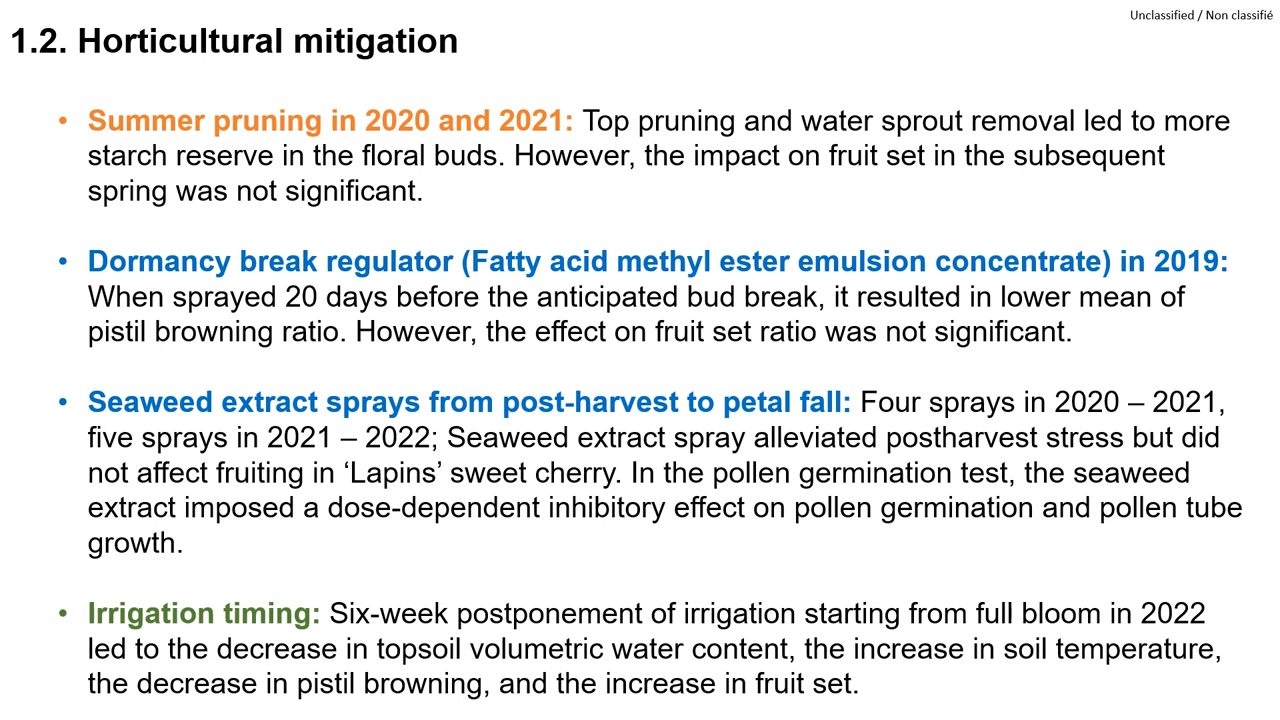 Unclassified / Non classifié
1.2. Horticultural mitigation
• Summer pruning in 2020 and 2021: Top pruning and water sprout removal led to more
starch reserve in the floral buds. However, the impact on fruit set in the subsequent
spring was not significant.
• Dormancy break regulator (Fatty acid methyl ester emulsion concentrate) in 2019:
When sprayed 20 days before the anticipated bud break, it resulted in lower mean of
pistil browning ratio. However, the effect on fruit set ratio was not significant.
• Seaweed extract sprays from post-harvest to petal fall: Four sprays in 2020 – 2021,
five sprays in 2021 – 2022; Seaweed extract spray alleviated postharvest stress but did
not affect fruiting in ‘Lapins’ sweet cherry. In the pollen germination test, the seaweed
extract imposed a dose-dependent inhibitory effect on pollen germination and pollen tube
growth.
• Irrigation timing: Six-week postponement of irrigation starting from full bloom in 2022
led to the decrease in topsoil volumetric water content, the increase in soil temperature,
the decrease in pistil browning, and the increase in fruit set.